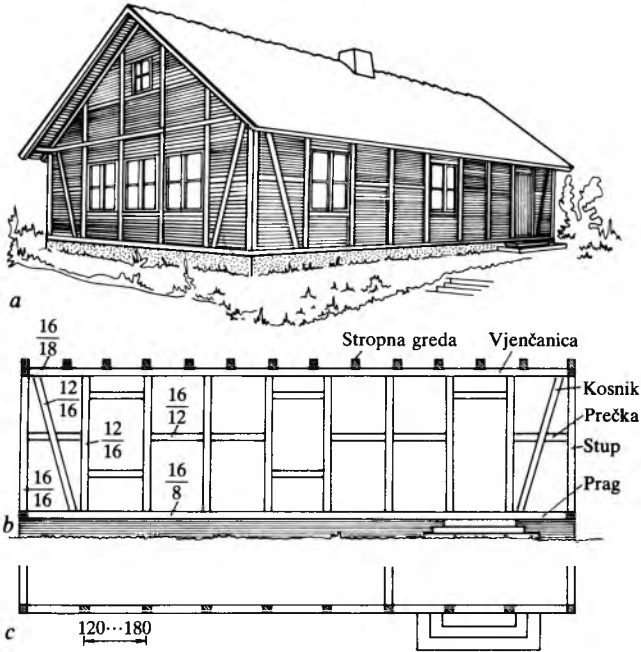 a
16
18
Stropna greda
Vjenčanica
12
16
16
12
Kosnik
12
16
Prečka
Stup
16
16
16
8
Prag
b
c
120···180